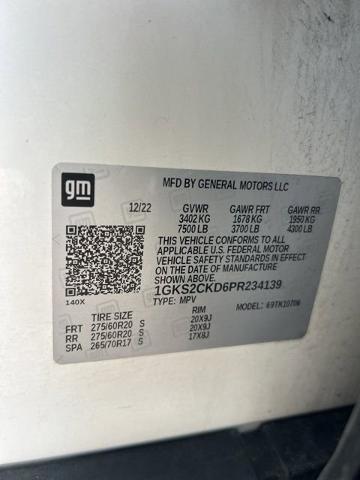 gm
MFD BY GENERAL MOTORS LLC
12/22 GVWR GAWR FRT GAWR RR
3402 KG 1678 KG 1950 KG
7500 LB 3700 LB 4300 LB
THIS VEHICLE CONFORMS TO ALL
APPLICABLE U.S. FEDERAL MOTOR
VEHICLE SAFETY STANDARDS IN
EFFECT ON THE DATE OF MANUFACTURE
SHOWN ABOVE.
1GKS2CKD6PR234139
140X TYPE: MPV MODEL:
TIRE SIZE RIM
FRT 275/60R20 S 20X9J
RR 275/60R20 S 20X9J
SPA 265/70R17 S 17X8J